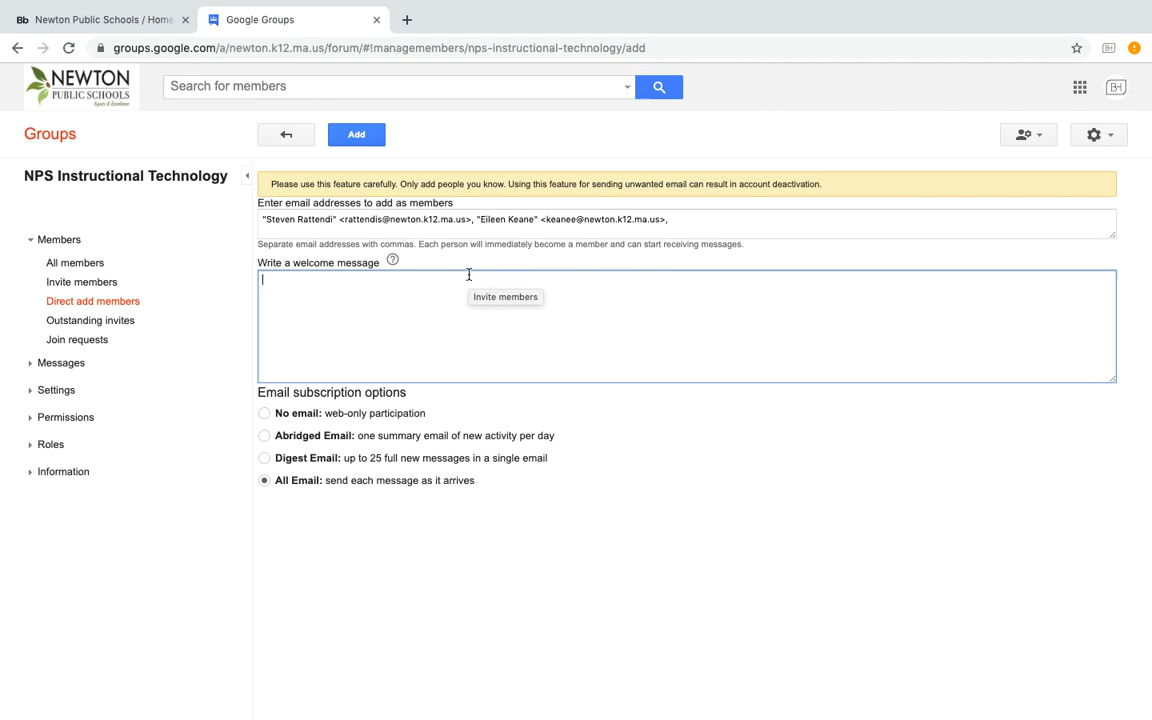 Bb Newton Public Schools / Home
Google Groups
groups.google.com/a/newton.k12.ma.us/forum/#!managemembers/nps-instructional-technology/add
NEWTON
PUBLIC SCHOOLS
Equity & Excellence
Search for members
Groups
Add
NPS Instructional Technology
Please use this feature carefully. Only add people you know. Using this feature for sending unwanted email can result in account deactivation.
Enter email addresses to add as members
"Steven Rattendi" <rattendis@newton.k12.ma.us>, "Eileen Keane" <keanee@newton.k12.ma.us>,
Separate email addresses with commas. Each person will immediately become a member and can start receiving messages.
Write a welcome message ?
Invite members
Members
All members
Invite members
Direct add members
Outstanding invites
Join requests
Messages
Settings
Permissions
Roles
Information
Email subscription options
No email: web-only participation
Abridged Email: one summary email of new activity per day
Digest Email: up to 25 full new messages in a single email
All Email: send each message as it arrives